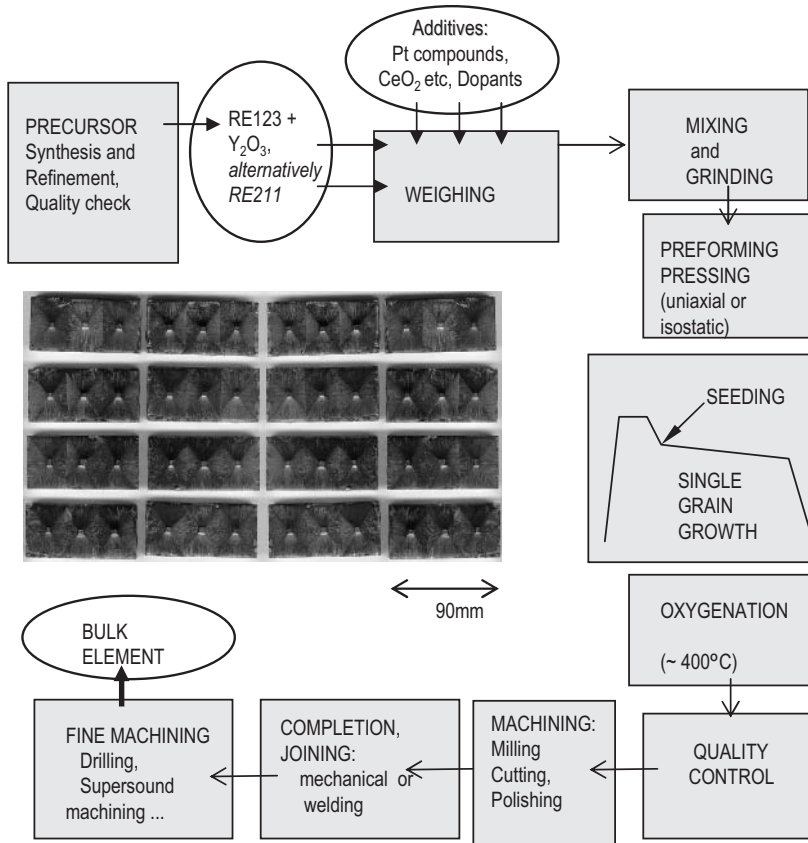 Additives:
Pt compounds,
CeO₂ etc, Dopants
PRECURSOR
Synthesis and
Refinement,
Quality check
RE123 +
Y₂O₃,
alternatively
RE211
WEIGHING
MIXING
and
GRINDING
PREFORMING
PRESSING
(uniaxial or
isostatic)
SEEDING
SINGLE
GRAIN
GROWTH
90mm
OXYGENATION
(~ 400ºC)
BULK
ELEMENT
FINE MACHINING
Drilling,
Supersound
machining ...
COMPLETION,
JOINING:
mechanical or
welding
MACHINING:
Milling
Cutting,
Polishing
QUALITY
CONTROL